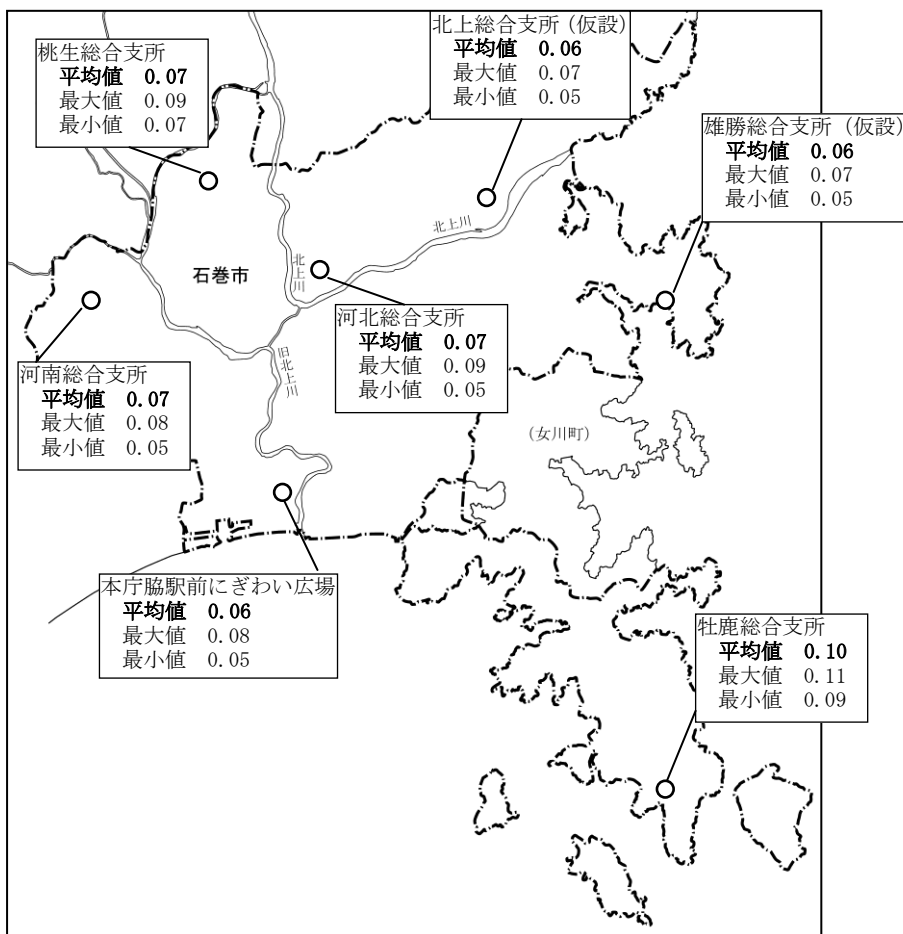 北上総合支所(仮設)
平均値 0.06
最大値 0.07
最小値 0.05
桃生総合支所
平均値 0.07
最大値 0.09
最小値 0.07
雄勝総合支所(仮設)
平均値 0.06
最大値 0.07
最小値 0.05
北上川
石巻市
北上川
河北総合支所
平均値 0.07
最大値 0.09
最小値 0.05
河南総合支所
平均値 0.07
最大値 0.08
最小値 0.05
旧北上川
(女川町)
本庁脇駅前にぎわい広場
平均値 0.06
最大値 0.08
最小値 0.05
牡鹿総合支所
平均値 0.10
最大値 0.11
最小値 0.09